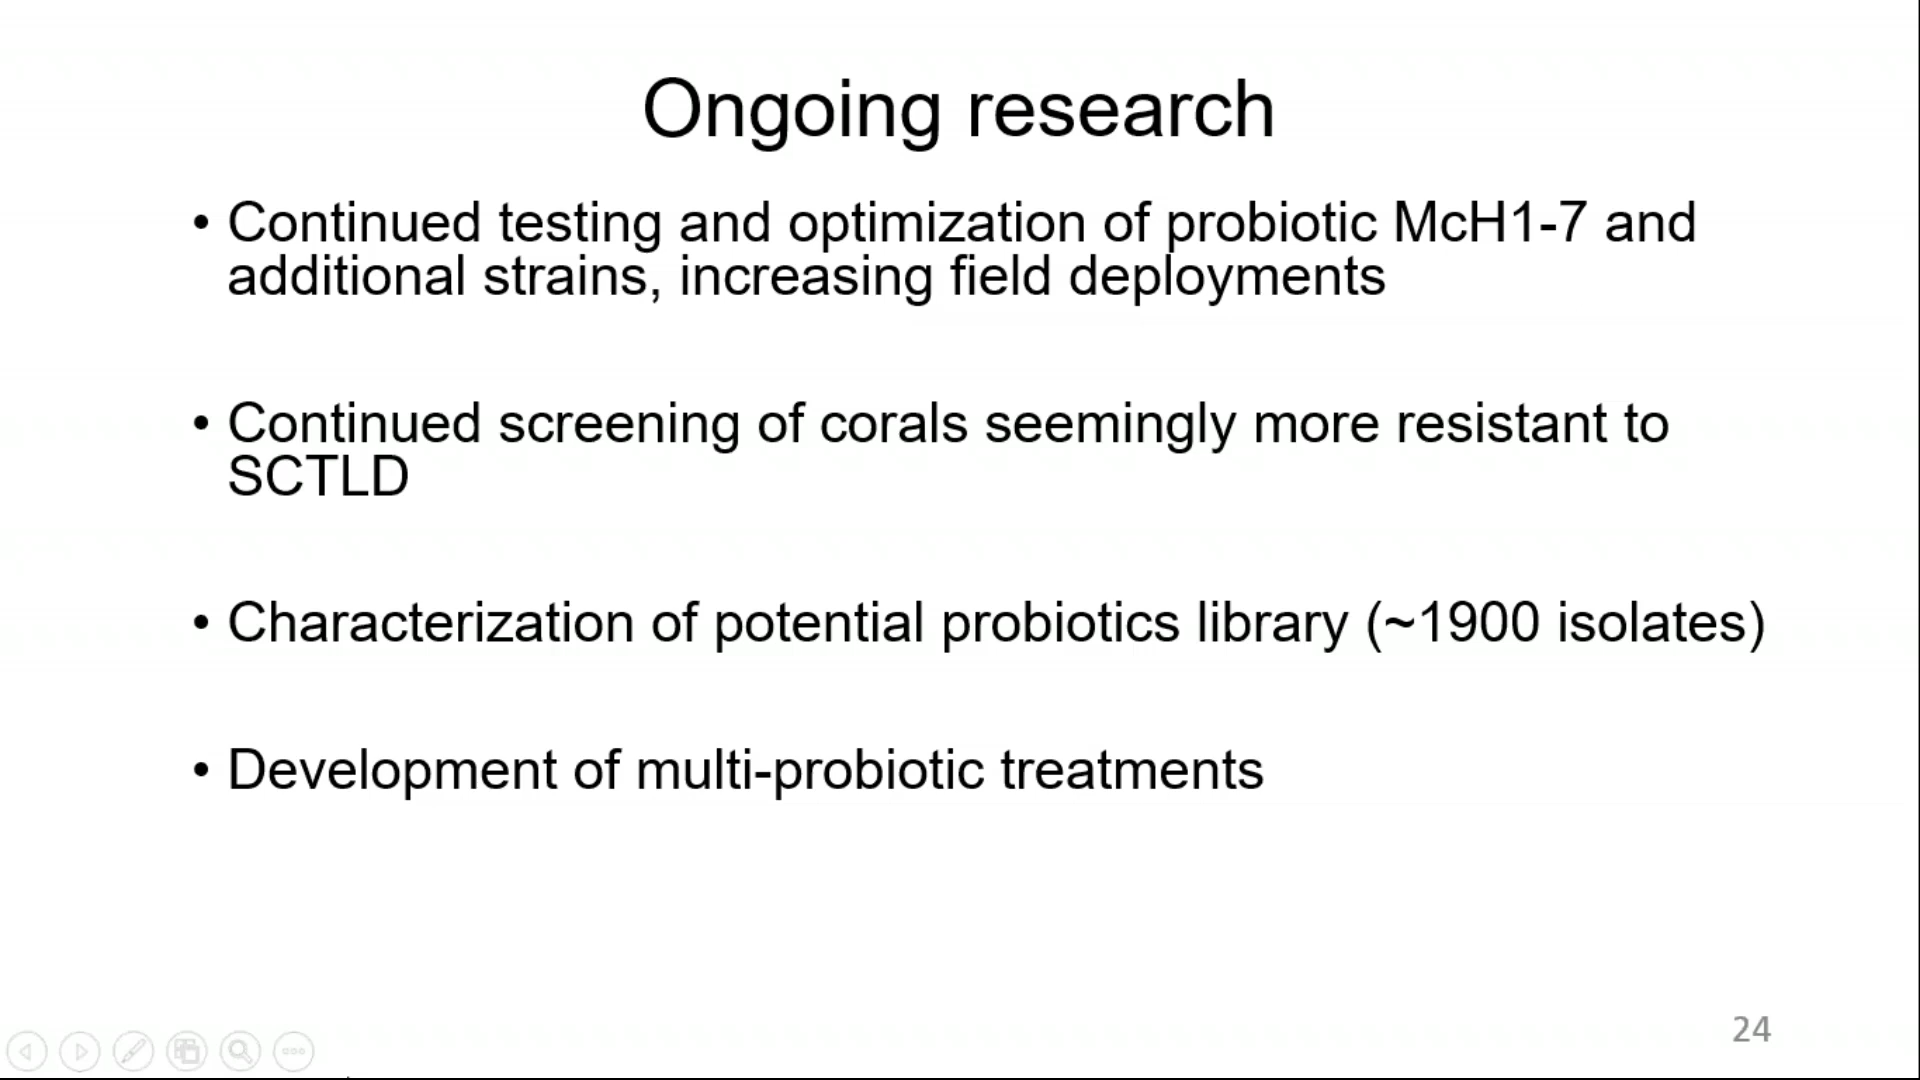 Ongoing research
• Continued testing and optimization of probiotic McH1-7 and
additional strains, increasing field deployments
• Continued screening of corals seemingly more resistant to
SCTLD
• Characterization of potential probiotics library (~1900 isolates)
• Development of multi-probiotic treatments
24